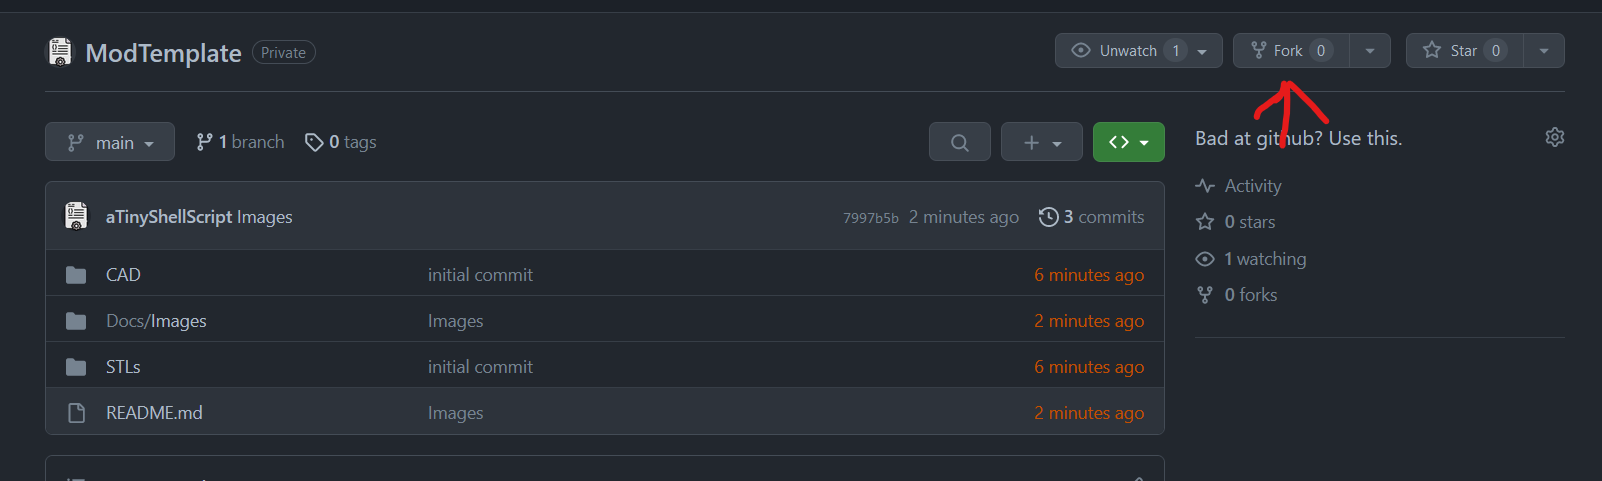 ModTemplate Private Unwatch 1 Fork 0 Star 0
main 1 branch 0 tags
Bad at github? Use this.
aTinyShellScript Images 7997b5b 2 minutes ago 3 commits
CAD initial commit 6 minutes ago
Docs/Images Images 2 minutes ago
STLs initial commit 6 minutes ago
README.md Images 2 minutes ago
Activity
0 stars
1 watching
0 forks